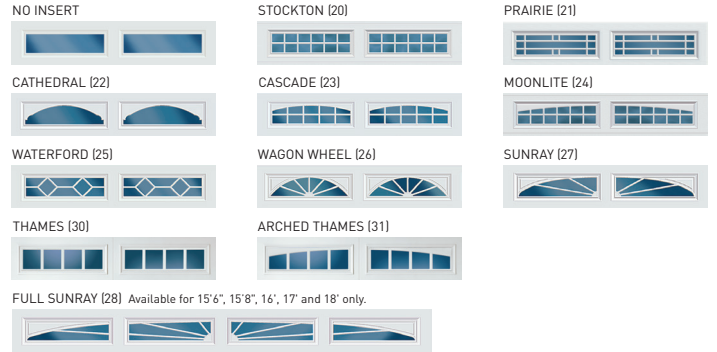 NO INSERT
STOCKTON (20)
PRAIRIE (21)
CATHEDRAL (22)
CASCADE (23)
MOONLITE (24)
WATERFORD (25)
WAGON WHEEL (26)
SUNRAY (27)
THAMES (30)
ARCHED THAMES (31)
FULL SUNRAY (28) Available for 15'6", 15'8", 16', 17' and 18' only.